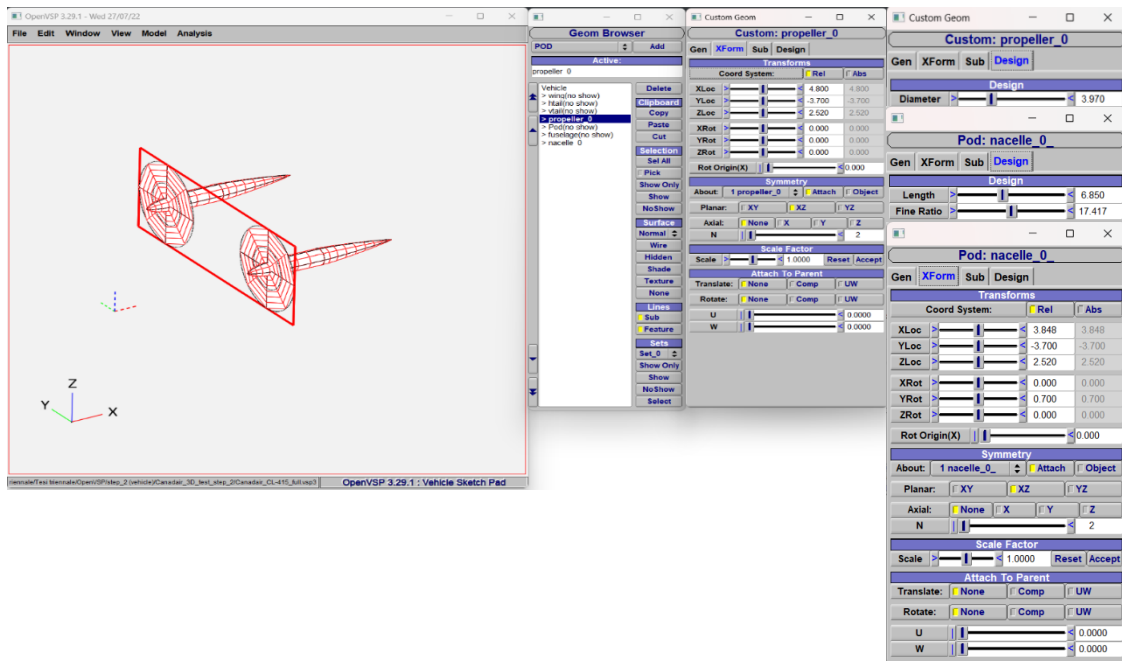 OpenVSP 3.29.1 - Wed 27/07/22
File Edit Window View Model Analysis
Z
Y
X
OpenVSP 3.29.1 : Vehicle Sketch Pad
Geom Browser
POD Add
Active:
propeller_0
Vehicle
> wing(no show)
> htail(no show)
> vtail(no show)
> propeller_0
> Pod(no show)
> fuselage(no show)
> nacelle_0_
Delete
Clipboard
Copy
Paste
Cut
Selection
Sel All
Pick
Show Only
Show
NoShow
Surface
Normal
Wire
Hidden
Shade
Texture
None
Lines
Sub
Feature
Sets
Set_0
Show Only
Show
NoShow
Select
Custom Geom
Custom: propeller_0
Gen XForm Sub Design
Transforms
Coord System: Rel Abs
XLoc > < 4.800 4.800
YLoc > < -3.700 -3.700
ZLoc > < 2.520 2.520
XRot > < 0.000 0.000
YRot > < 0.000 0.000
ZRot > < 0.000 0.000
Rot Origin(X) | < 0.000
Symmetry
About: 1 propeller_0 Attach Object
Planar: XY XZ YZ
Axial: None X Y Z
N | < 2
Scale Factor
Scale > < 1.0000 Reset Accept
Attach To Parent
Translate: None Comp UW
Rotate: None Comp UW
U | < 0.0000
W | < 0.0000
Custom Geom
Custom: propeller_0
Gen XForm Sub Design
Design
Diameter > < 3.970
Pod: nacelle_0_
Gen XForm Sub Design
Design
Length > < 6.850
Fine Ratio > < 17.417
Pod: nacelle_0_
Gen XForm Sub Design
Transforms
Coord System: Rel Abs
XLoc > < 3.848 3.848
YLoc > < -3.700 -3.700
ZLoc > < 2.520 2.520
XRot > < 0.000 0.000
YRot > < 0.700 0.700
ZRot > < 0.000 0.000
Rot Origin(X) | < 0.000
Symmetry
About: 1 nacelle_0_ Attach Object
Planar: XY XZ YZ
Axial: None X Y Z
N | < 2
Scale Factor
Scale > < 1.0000 Reset Accept
Attach To Parent
Translate: None Comp UW
Rotate: None Comp UW
U | < 0.0000
W | < 0.0000